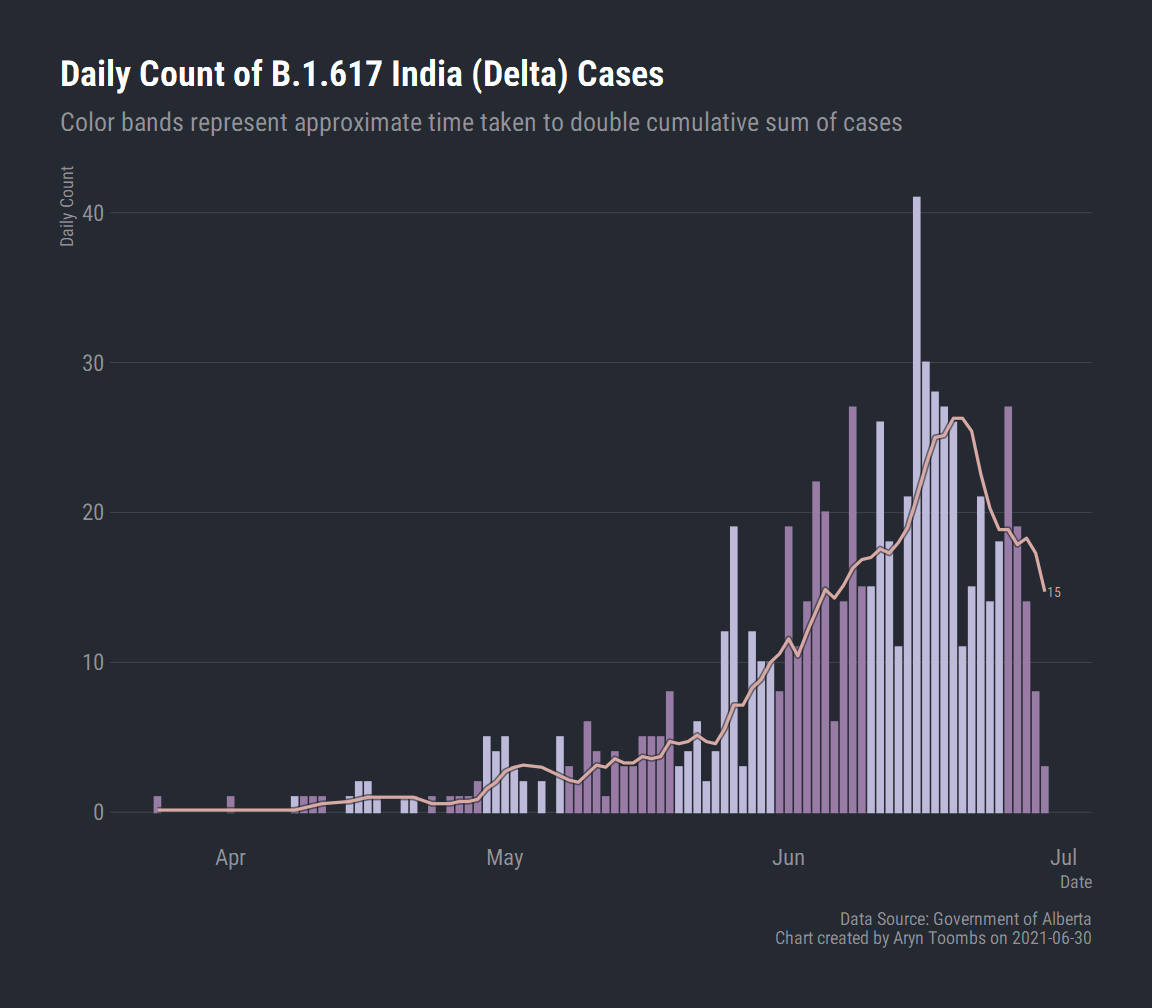 Daily Count of B.1.617 India (Delta) Cases
Color bands represent approximate time taken to double cumulative sum of cases
Daily Count
40
30
20
10
0
15
Apr May Jun Jul
Date
Data Source: Government of Alberta
Chart created by Aryn Toombs on 2021-06-30